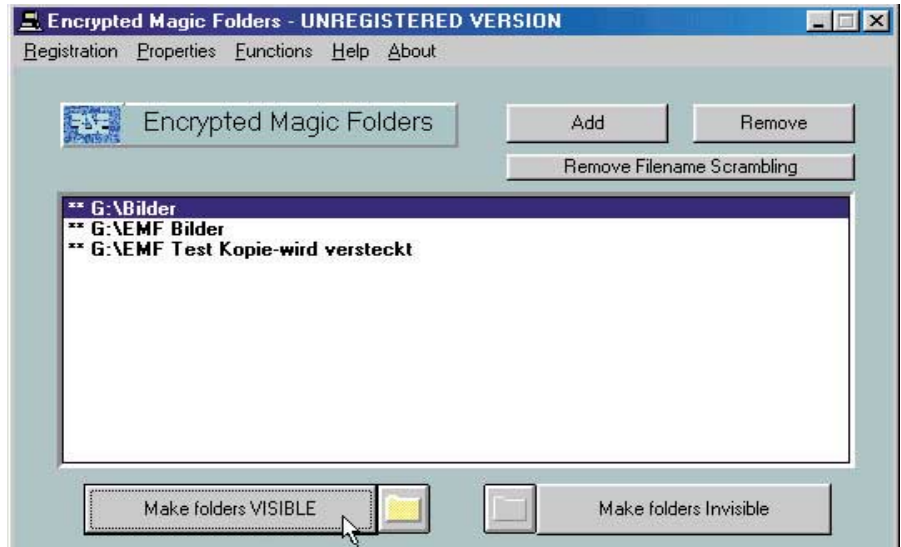 Encrypted Magic Folders - UNREGISTERED VERSION
Registration Properties Functions Help About
Encrypted Magic Folders
Add Remove
Remove Filename Scrambling
** G:\Bilder
** G:\EMF Bilder
** G:\EMF Test Kopie-wird versteckt
Make folders VISIBLE Make folders Invisible